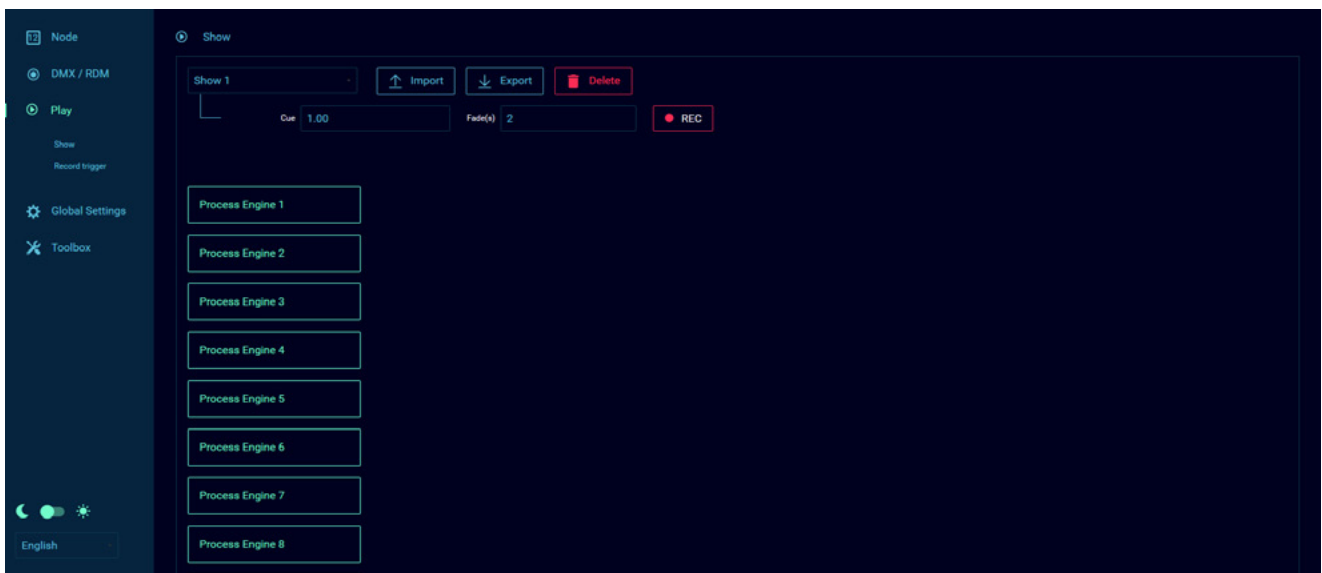 12 Node
DMX / RDM
Play
Show
Record trigger
Global Settings
Toolbox
English
Show
Show 1
Import
Export
Delete
Cue 1.00
Fade(s) 2
REC
Process Engine 1
Process Engine 2
Process Engine 3
Process Engine 4
Process Engine 5
Process Engine 6
Process Engine 7
Process Engine 8